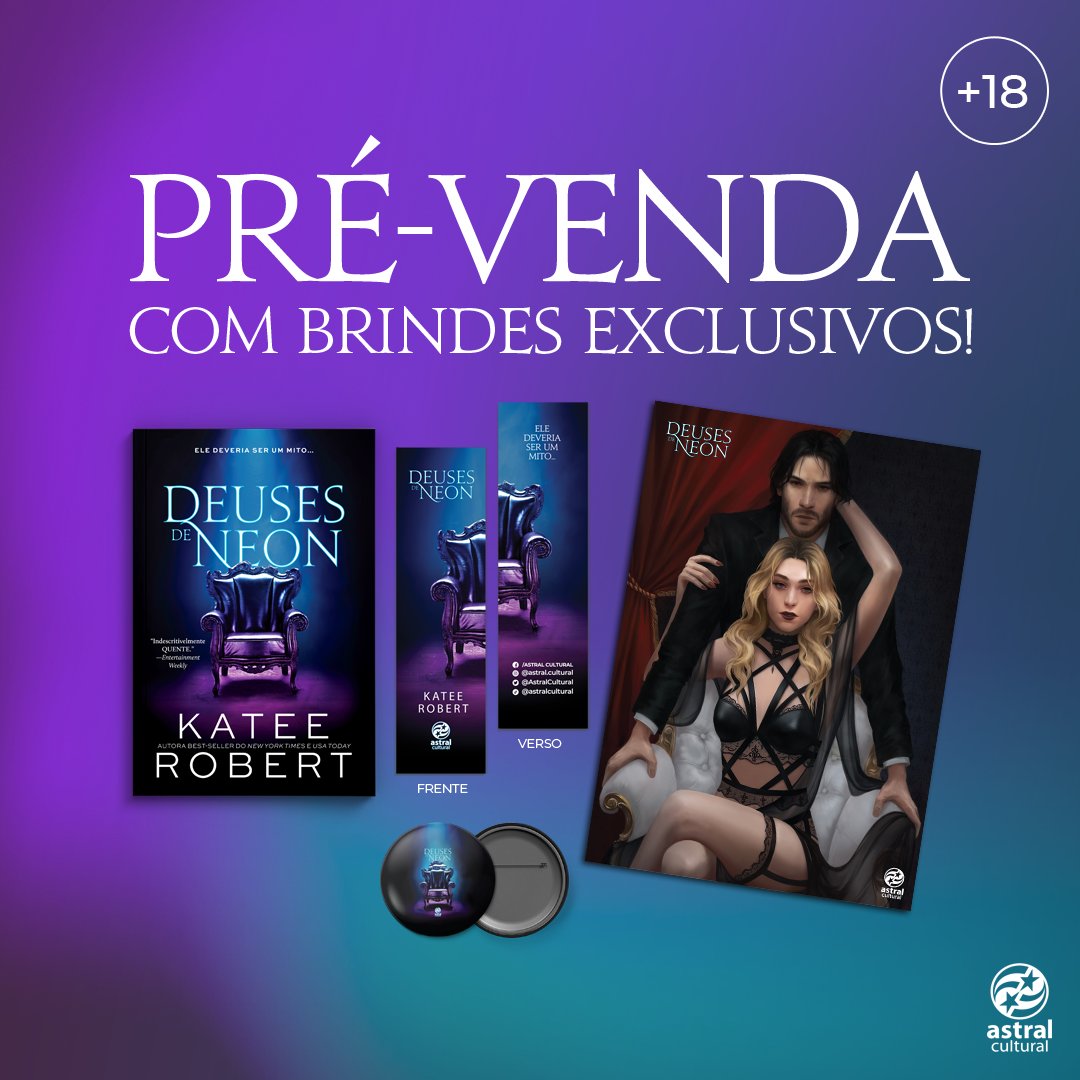 +18
PRÉ-VENDA
COM BRINDES EXCLUSIVOS!
ELE DEVERIA SER UM MITO...
DEUSES
DE NEON
"Indescritivelmente
QUENTE."
—Entertainment
Weekly
KATEE
AUTORA BEST-SELLER DO NEW YORK TIMES E USA TODAY
ROBERT
DEUSES
DE NEON
KATEE
ROBERT
astral
cultural
FRENTE
ELE
DEVERIA
SER UM
MITO...
/ASTRAL CULTURAL
@astral.cultural
@AstralCultural
@astralcultural
VERSO
DEUSES
DE NEON
astral
cultural
DEUSES
DE NEON
astral
cultural